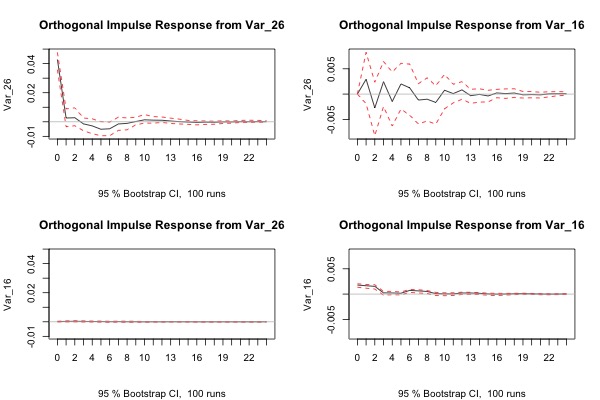 Orthogonal Impulse Response from Var_26
Var_26
0.04
0.02
-0.01
0 2 4 6 8 10 13 16 19 22
95 % Bootstrap CI, 100 runs
Orthogonal Impulse Response from Var_16
Var_26
0.005
-0.005
0 2 4 6 8 10 13 16 19 22
95 % Bootstrap CI, 100 runs
Orthogonal Impulse Response from Var_26
Var_16
0.04
0.02
-0.01
0 2 4 6 8 10 13 16 19 22
95 % Bootstrap CI, 100 runs
Orthogonal Impulse Response from Var_16
Var_16
0.005
-0.005
0 2 4 6 8 10 13 16 19 22
95 % Bootstrap CI, 100 runs